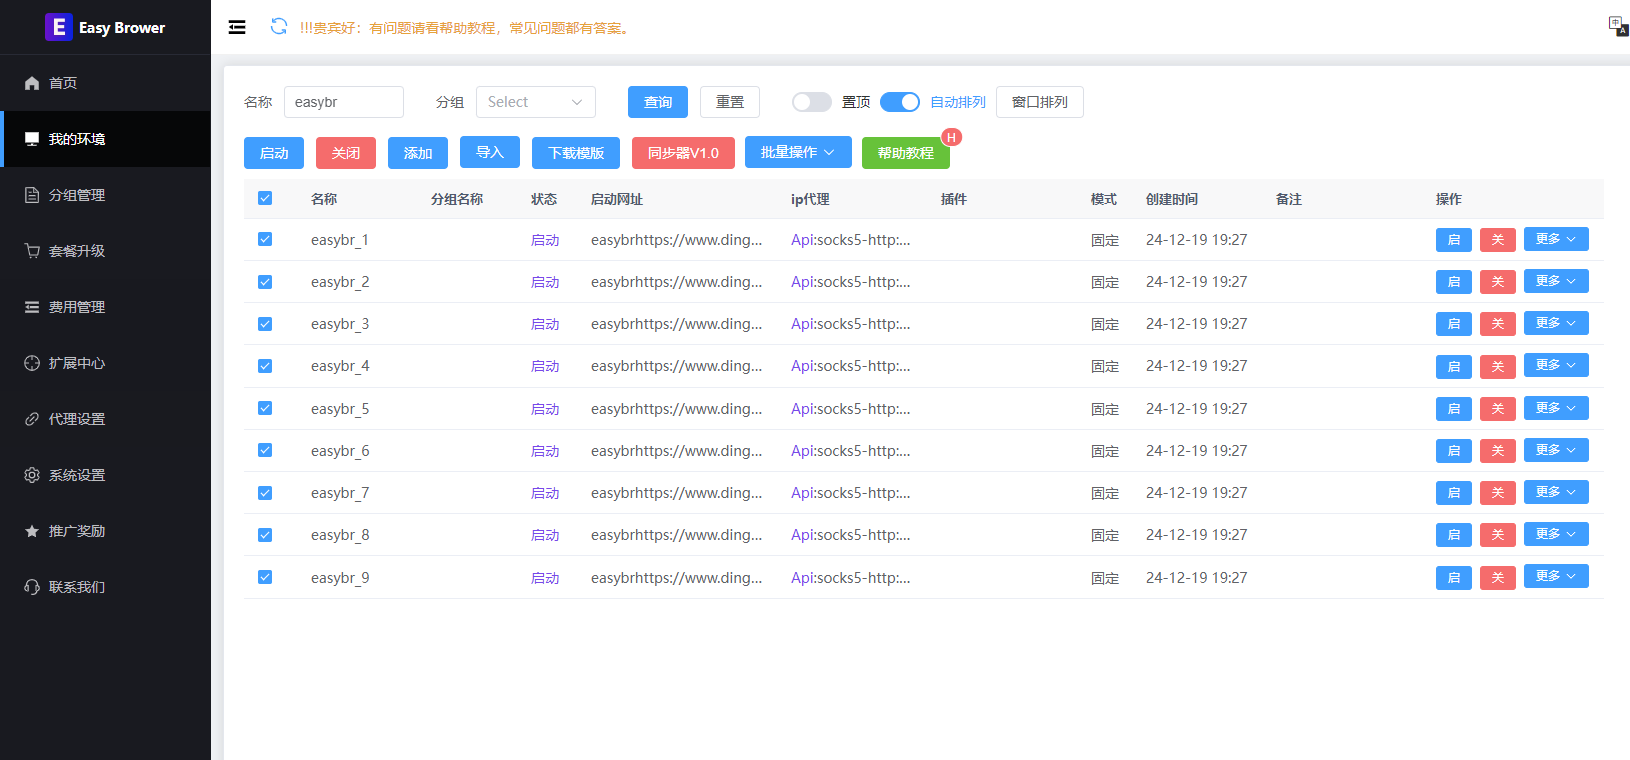 E Easy Brower
!!!贵宾好：有问题请看帮助教程，常见问题都有答案。
中 A
首页
我的环境
分组管理
套餐升级
费用管理
扩展中心
代理设置
系统设置
推广奖励
联系我们
名称 easybr 分组 Select 查询 重置 置顶 自动排列 窗口排列
启动 关闭 添加 导入 下载模版 同步器V1.0 批量操作 帮助教程 H
名称 分组名称 状态 启动网址 ip代理 插件 模式 创建时间 备注 操作
easybr_1 启动 easybrhttps://www.ding... Api:socks5-http:... 固定 24-12-19 19:27 启 关 更多
easybr_2 启动 easybrhttps://www.ding... Api:socks5-http:... 固定 24-12-19 19:27 启 关 更多
easybr_3 启动 easybrhttps://www.ding... Api:socks5-http:... 固定 24-12-19 19:27 启 关 更多
easybr_4 启动 easybrhttps://www.ding... Api:socks5-http:... 固定 24-12-19 19:27 启 关 更多
easybr_5 启动 easybrhttps://www.ding... Api:socks5-http:... 固定 24-12-19 19:27 启 关 更多
easybr_6 启动 easybrhttps://www.ding... Api:socks5-http:... 固定 24-12-19 19:27 启 关 更多
easybr_7 启动 easybrhttps://www.ding... Api:socks5-http:... 固定 24-12-19 19:27 启 关 更多
easybr_8 启动 easybrhttps://www.ding... Api:socks5-http:... 固定 24-12-19 19:27 启 关 更多
easybr_9 启动 easybrhttps://www.ding... Api:socks5-http:... 固定 24-12-19 19:27 启 关 更多